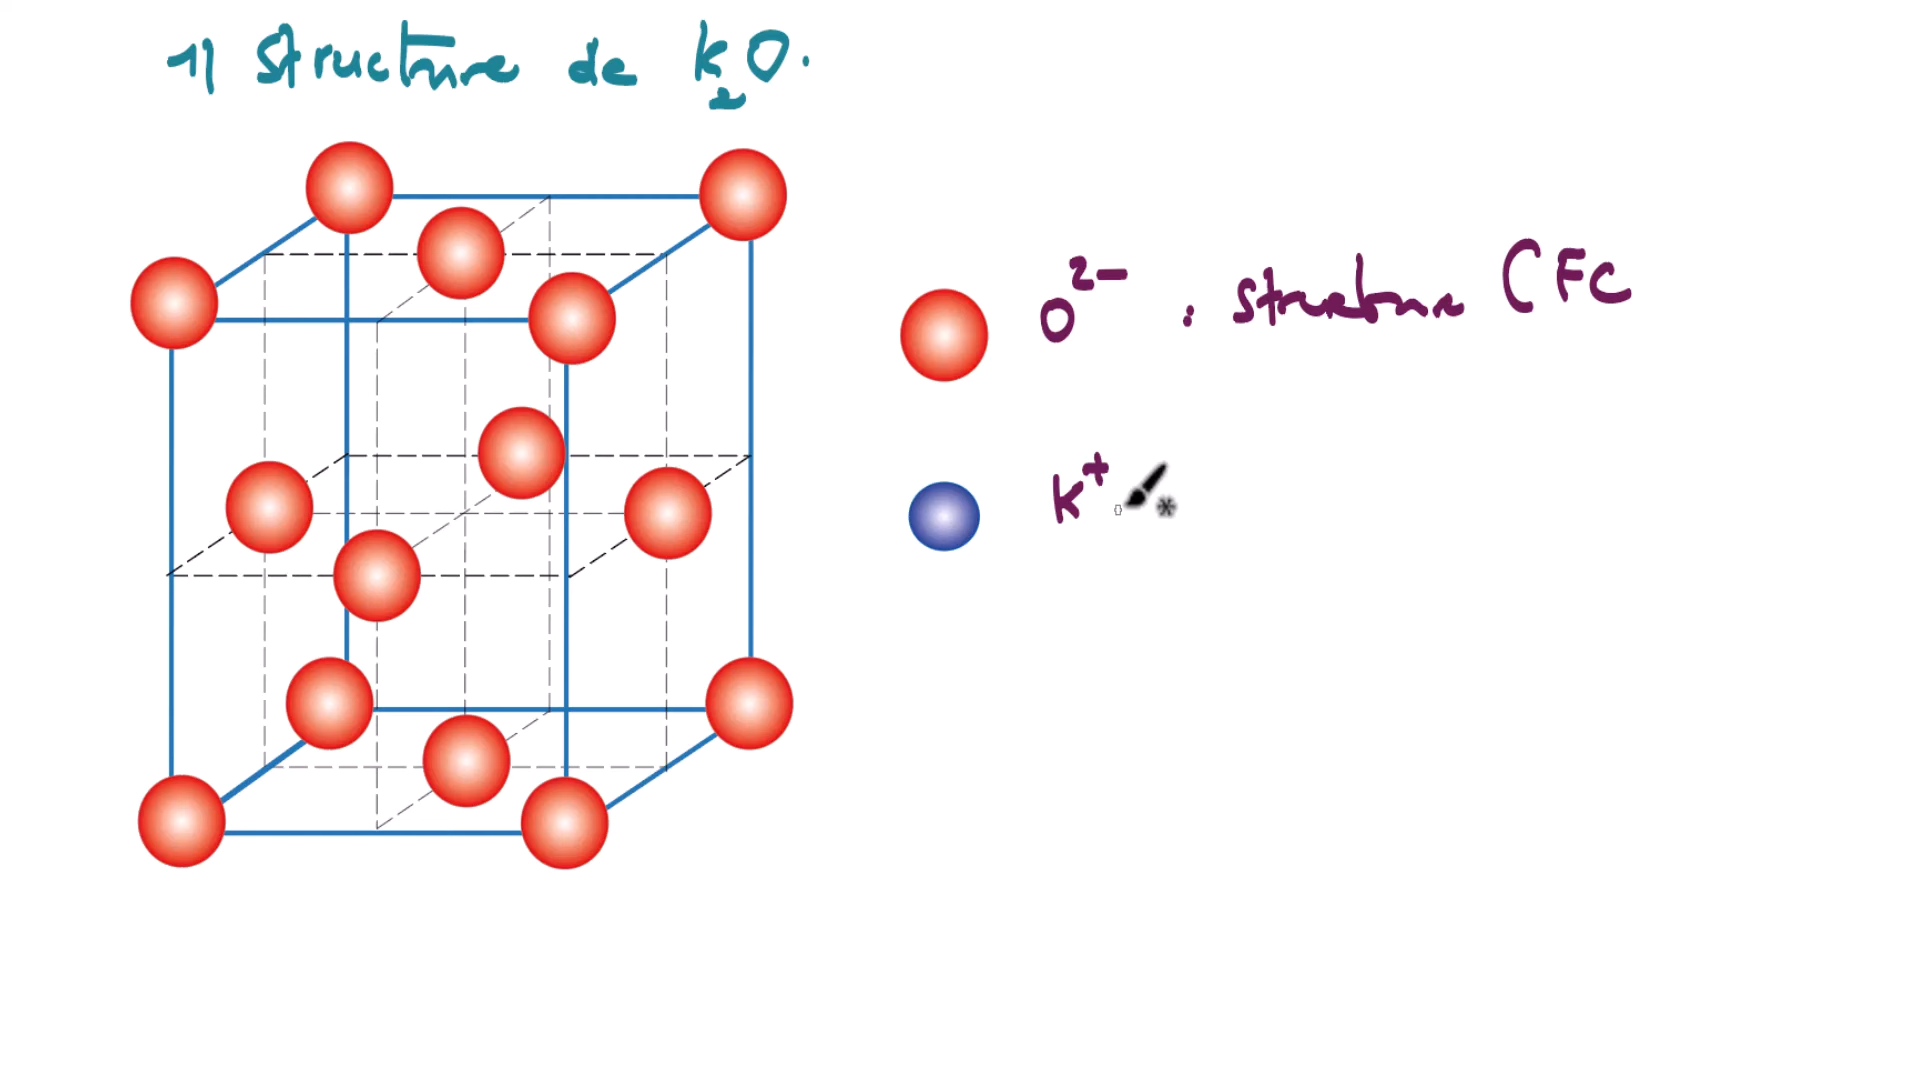 1) Structure de K₂O.
O²⁻ : structure CFC
K⁺